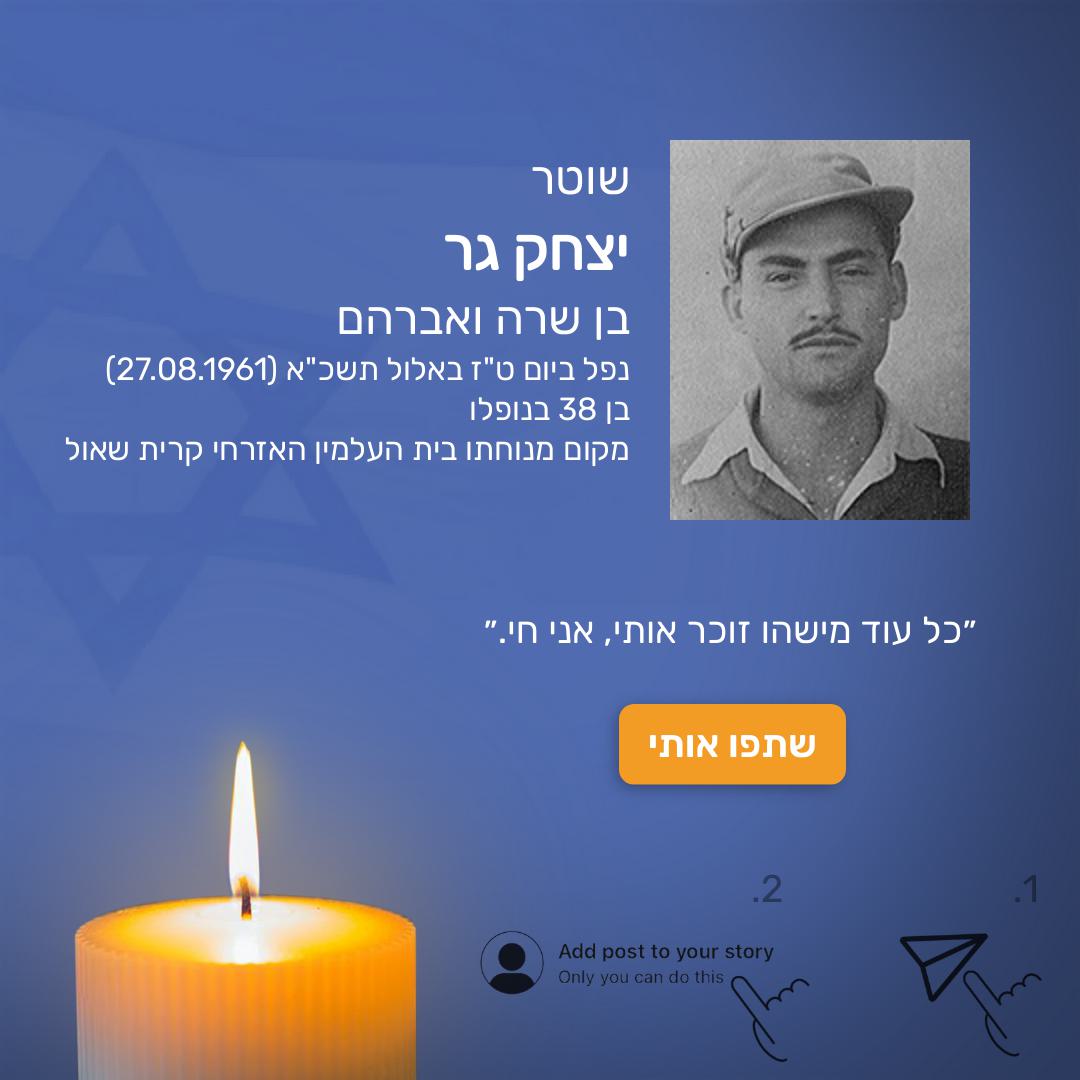 שוטר
יצחק גר
בן שרה ואברהם
נפל ביום ט"ז באלול תשכ"א (27.08.1961)
בן 38 בנופלו
מקום מנוחתו בית העלמין האזרחי קרית שאול
״כל עוד מישהו זוכר אותי, אני חי.״
שתפו אותי
.1
.2
Add post to your story
Only you can do this